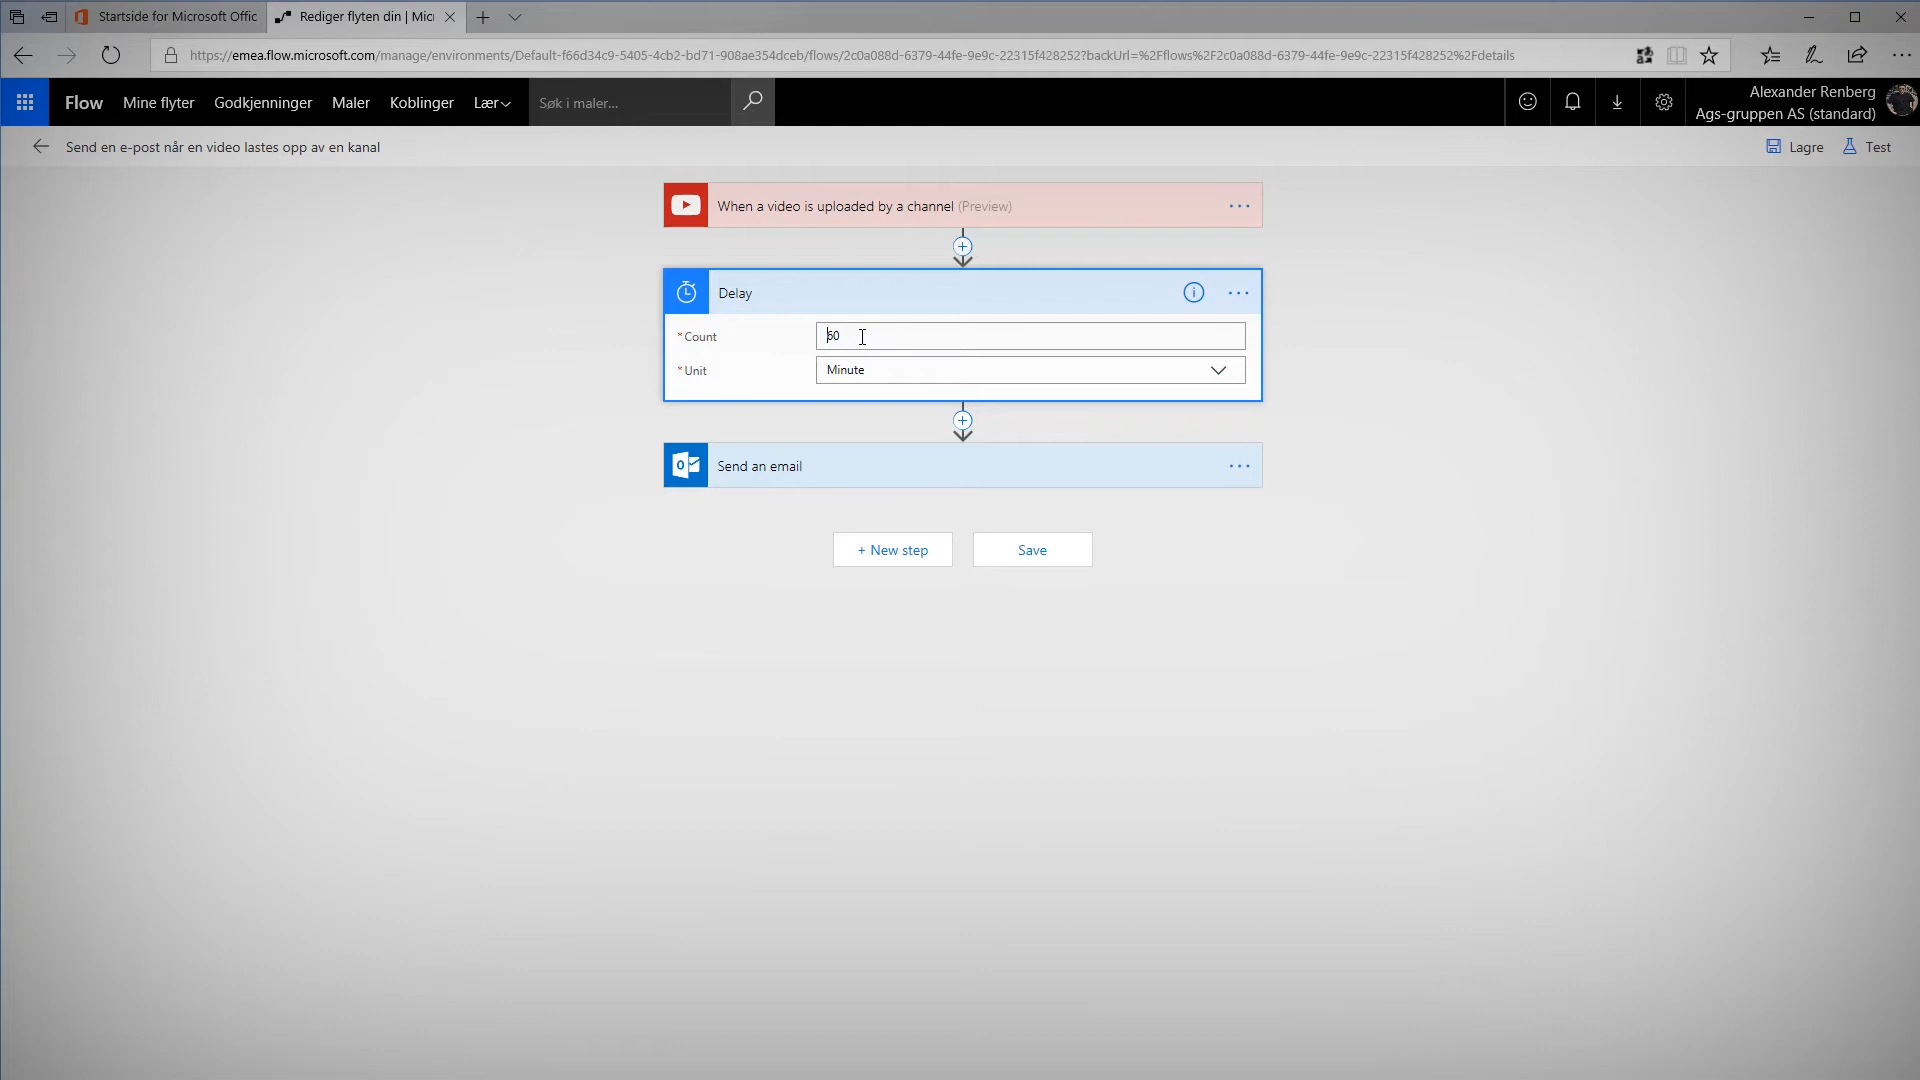 Startside for Microsoft Offic
Rediger flyten din | Mic
https://emea.flow.microsoft.com/manage/environments/Default-f66d34c9-5405-4cb2-bd71-908ae354dceb/flows/2c0a088d-6379-44fe-9e9c-22315f428252?backUrl=%2Fflows%2F2c0a088d-6379-44fe-9e9c-22315f428252%2Fdetails
Flow Mine flyter Godkjenninger Maler Koblinger Lær Søk i maler...
Alexander Renberg
Ags-gruppen AS (standard)
Send en e-post når en video lastes opp av en kanal
Lagre Test
When a video is uploaded by a channel (Preview)
Delay
* Count 60
* Unit Minute
Send an email
+ New step Save